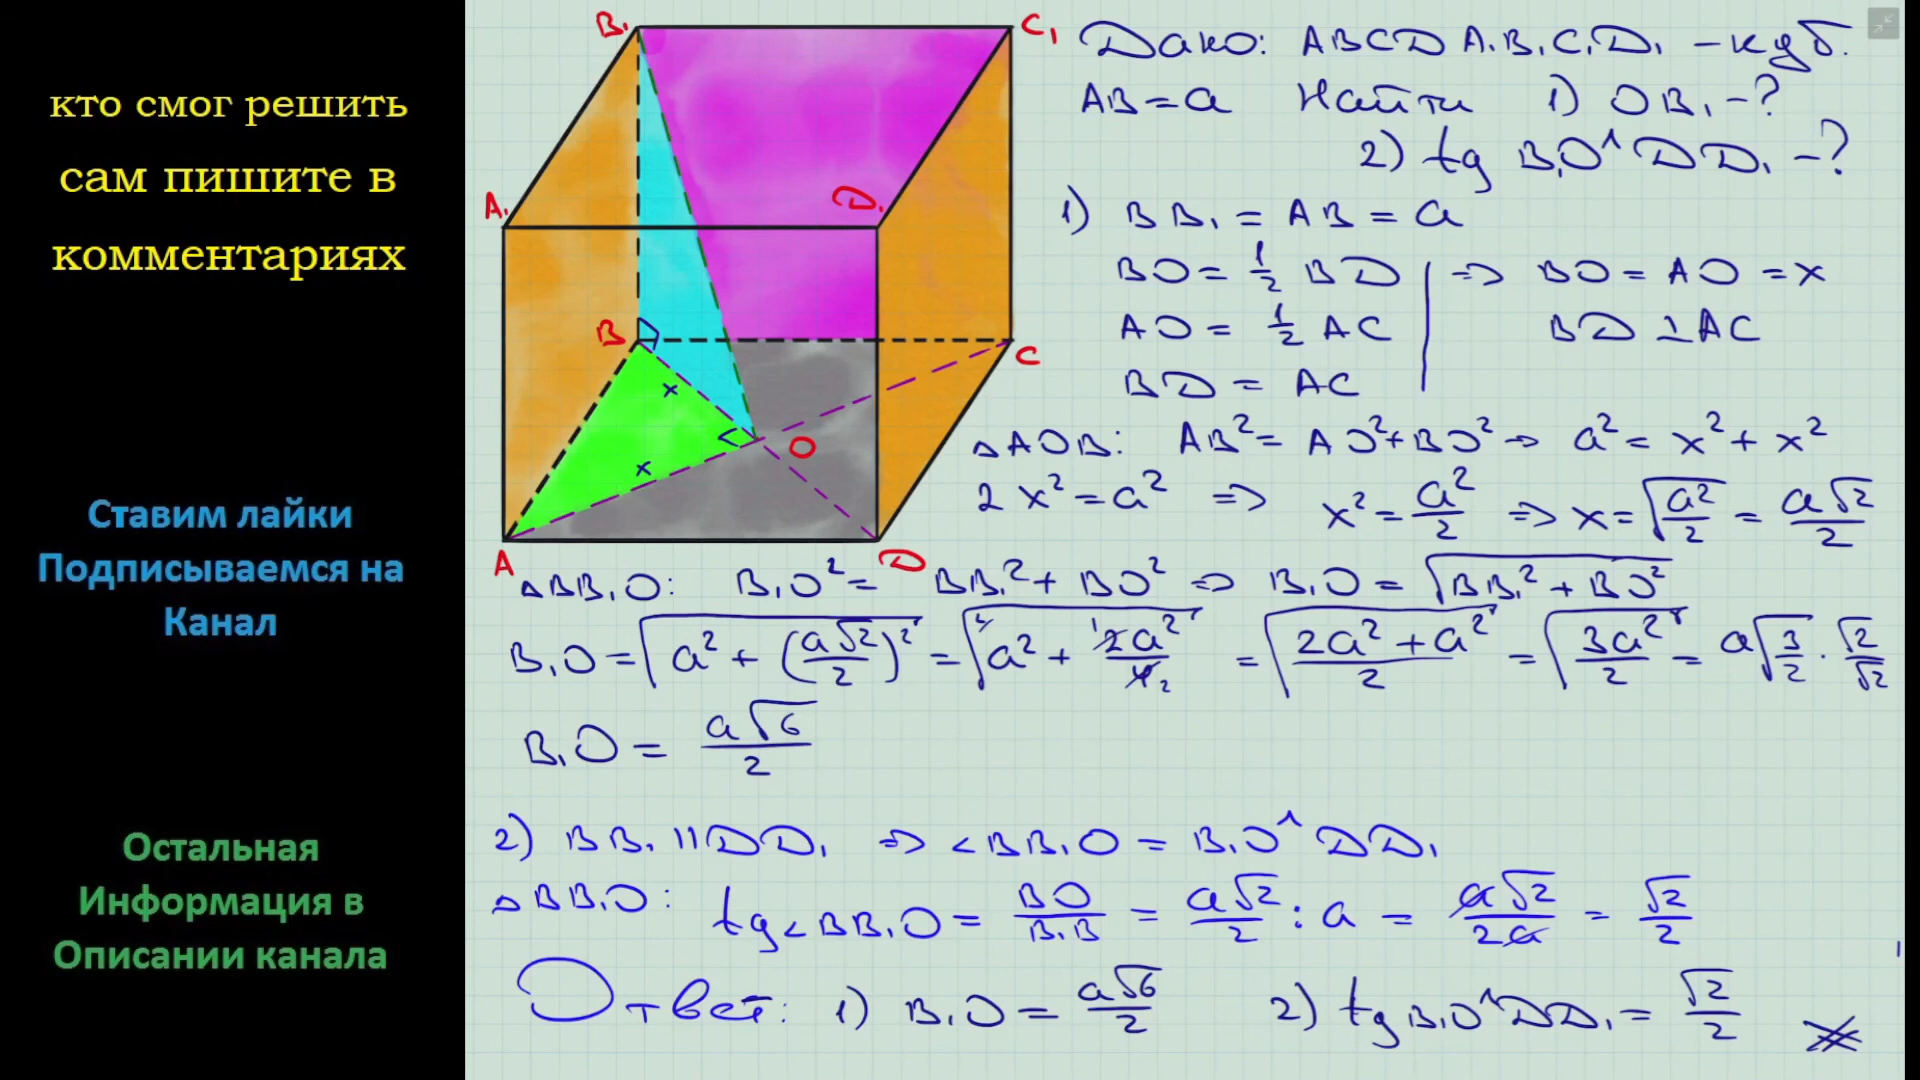 кто смог решить
сам пишите в
комментариях
Ставим лайки
Подписываемся на
Канал
Остальная
Информация в
Описании канала
B₁
C₁
A₁
D₁
B
C
x
O
x
A
D
Дано: ABCDA₁B₁C₁D₁ – куб.
AB = a Найти 1) OB₁ – ?
2) tg B₁O^DD₁ – ?
1) BB₁ = AB = a
BO = 1/2 BD | => BO = AO = x
AO = 1/2 AC | BD ⊥ AC
BD = AC |
△AOB: AB² = AO² + BO² => a² = x² + x²
2x² = a² => x² = a²/2 => x = √(a²/2) = a√2/2
△BB₁O: B₁O² = BB₁² + BO² => B₁O = √(BB₁² + BO²)
B₁O = √(a² + (a√2/2)²) = √(²a² + ¹2a²/4₂) = √((2a² + a²)/2) = √(3a²/2) = a√(3/2) · √2/√2
B₁O = a√6/2
2) BB₁ || DD₁ => ∠BB₁O = B₁O^DD₁
△BB₁O: tg∠BB₁O = BO/B₁B = a√2/2 : a = a√2/2a = √2/2
Ответ: 1) B₁O = a√6/2 2) tg B₁O^DD₁ = √2/2